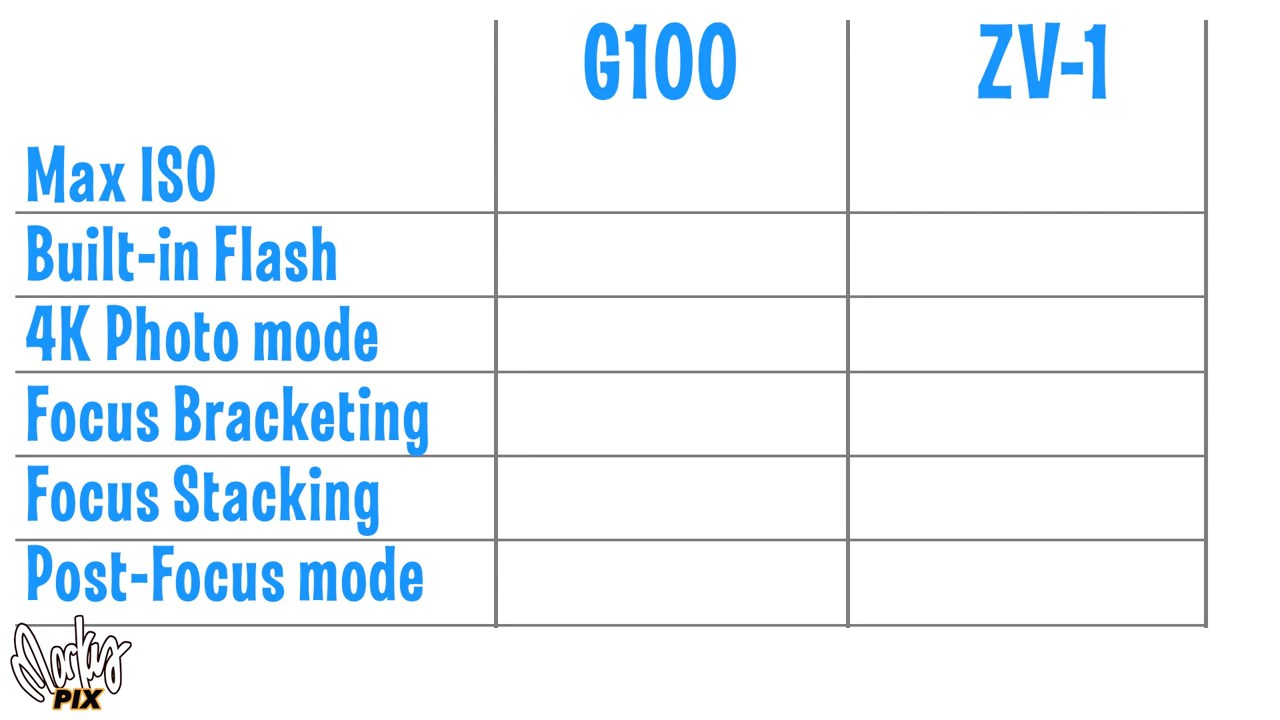 G100 ZV-1
Max ISO
Built-in Flash
4K Photo mode
Focus Bracketing
Focus Stacking
Post-Focus mode
Markus
PIX